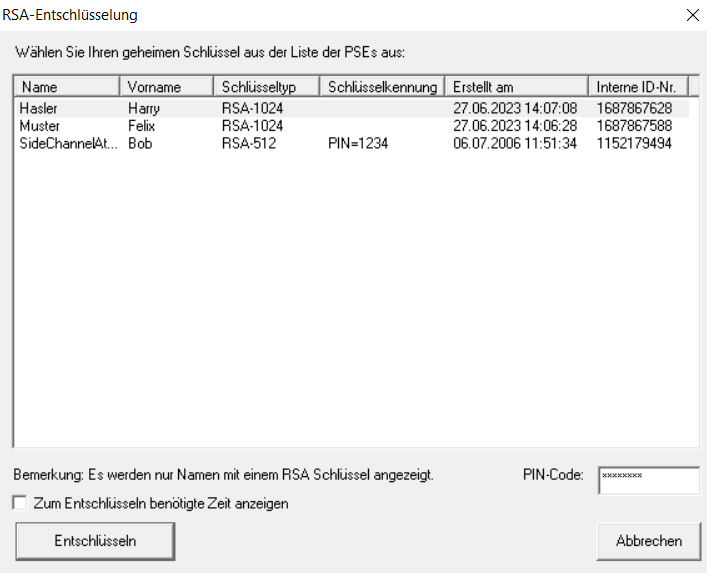 RSA-Entschlüsselung
Wählen Sie Ihren geheimen Schlüssel aus der Liste der PSEs aus:
Name Vorname Schlüsseltyp Schlüsselkennung Erstellt am Interne ID-Nr.
Hasler Harry RSA-1024 27.06.2023 14:07:08 1687867628
Muster Felix RSA-1024 27.06.2023 14:06:28 1687867588
SideChannelAt... Bob RSA-512 PIN=1234 06.07.2006 11:51:34 1152179494
Bemerkung: Es werden nur Namen mit einem RSA Schlüssel angezeigt. PIN-Code: ××××××××
Zum Entschlüsseln benötigte Zeit anzeigen
Entschlüsseln Abbrechen